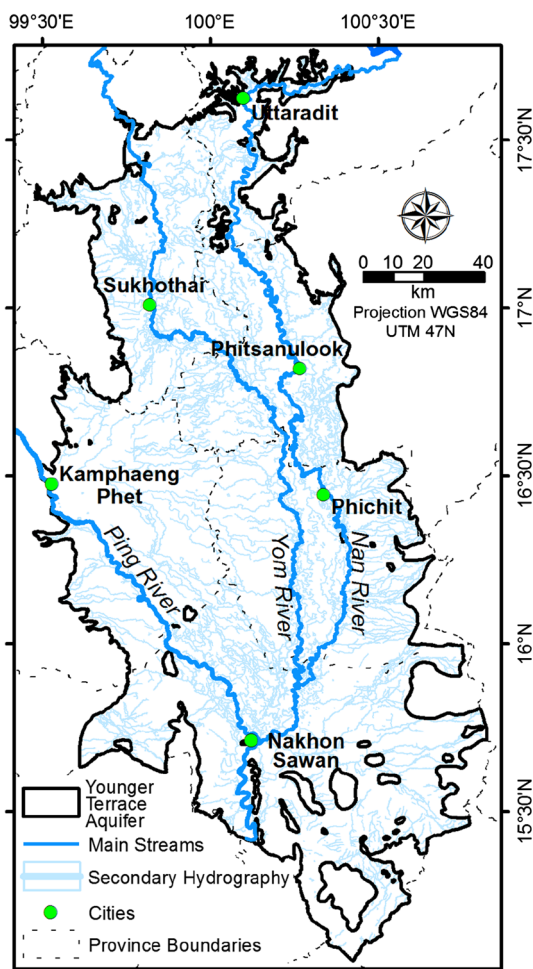 99°30'E
100°E
100°30'E
Uttaradit
17°30'N
0
10
20
40
km
Projection WGS84
UTM 47N
Sukhothai
17°N
Phitsanulook
Kamphaeng
Phet
16°30'N
Phichit
Ping River
Yom River
Nan River
16°N
Nakhon
Sawan
15°30'N
Younger
Terrace
Aquifer
Main Streams
Secondary Hydrography
Cities
Province Boundaries